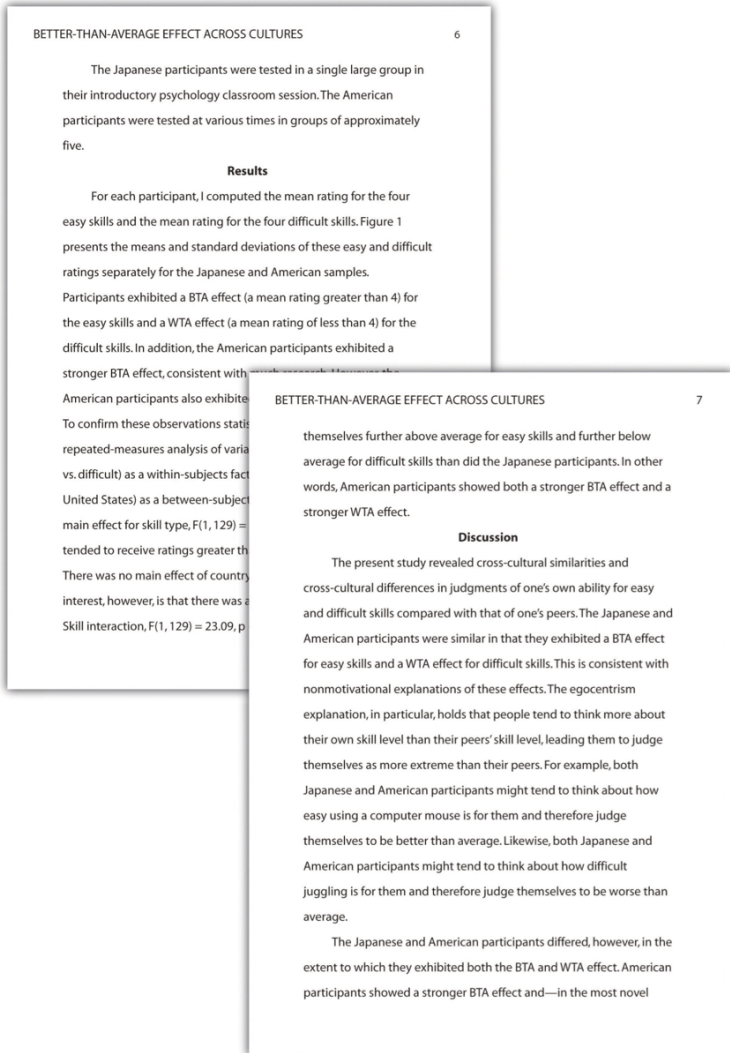 BETTER-THAN-AVERAGE EFFECT ACROSS CULTURES 6
The Japanese participants were tested in a single large group in
their introductory psychology classroom session. The American
participants were tested at various times in groups of approximately
five.
Results
For each participant, I computed the mean rating for the four
easy skills and the mean rating for the four difficult skills. Figure 1
presents the means and standard deviations of these easy and difficult
ratings separately for the Japanese and American samples.
Participants exhibited a BTA effect (a mean rating greater than 4) for
the easy skills and a WTA effect (a mean rating of less than 4) for the
difficult skills. In addition, the American participants exhibited a
stronger BTA effect, consistent with much research. However the
American participants also exhibite
To confirm these observations statis
repeated-measures analysis of varia
vs. difficult) as a within-subjects fact
United States) as a between-subject
main effect for skill type, F(1, 129) =
tended to receive ratings greater th
There was no main effect of country
interest, however, is that there was a
Skill interaction, F(1, 129) = 23.09, p
BETTER-THAN-AVERAGE EFFECT ACROSS CULTURES 7
themselves further above average for easy skills and further below
average for difficult skills than did the Japanese participants. In other
words, American participants showed both a stronger BTA effect and a
stronger WTA effect.
Discussion
The present study revealed cross-cultural similarities and
cross-cultural differences in judgments of one's own ability for easy
and difficult skills compared with that of one's peers. The Japanese and
American participants were similar in that they exhibited a BTA effect
for easy skills and a WTA effect for difficult skills. This is consistent with
nonmotivational explanations of these effects. The egocentrism
explanation, in particular, holds that people tend to think more about
their own skill level than their peers' skill level, leading them to judge
themselves as more extreme than their peers. For example, both
Japanese and American participants might tend to think about how
easy using a computer mouse is for them and therefore judge
themselves to be better than average. Likewise, both Japanese and
American participants might tend to think about how difficult
juggling is for them and therefore judge themselves to be worse than
average.
The Japanese and American participants differed, however, in the
extent to which they exhibited both the BTA and WTA effect. American
participants showed a stronger BTA effect and—in the most novel